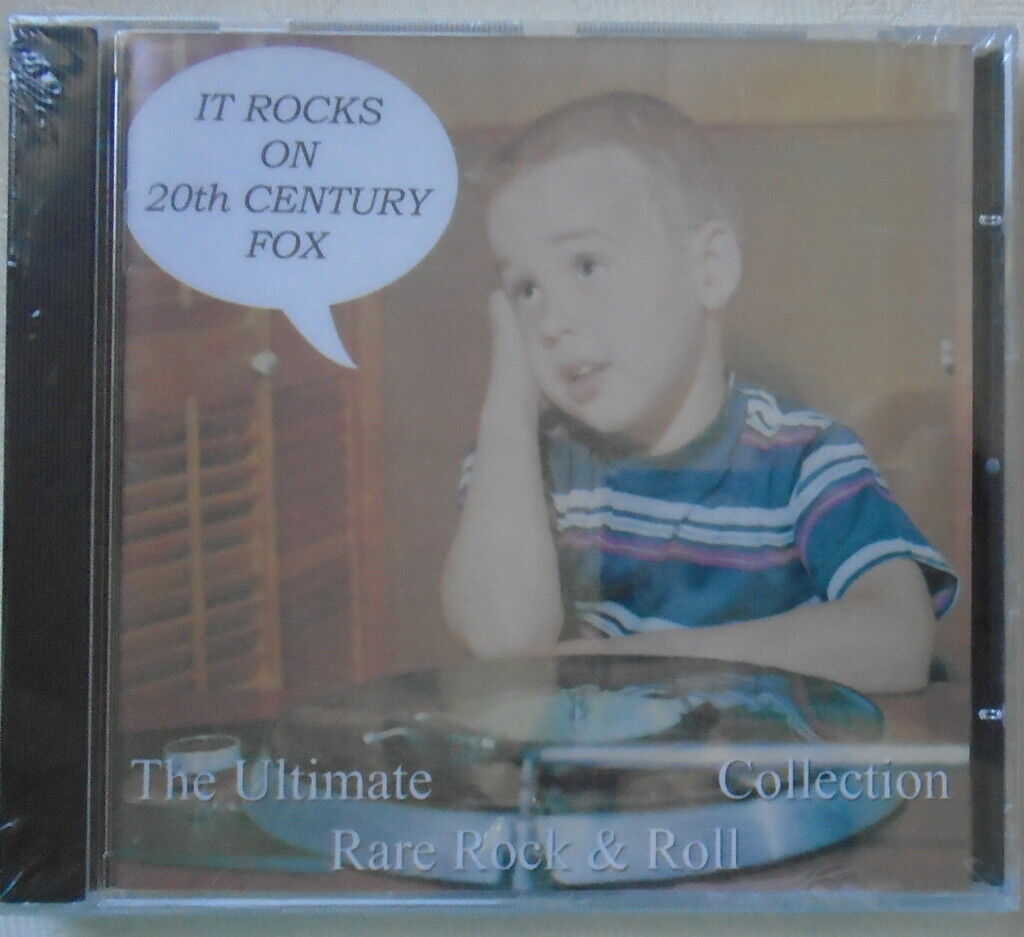 IT ROCKS
ON
20th CENTURY
FOX
The Ultimate Collection
Rare Rock & Roll